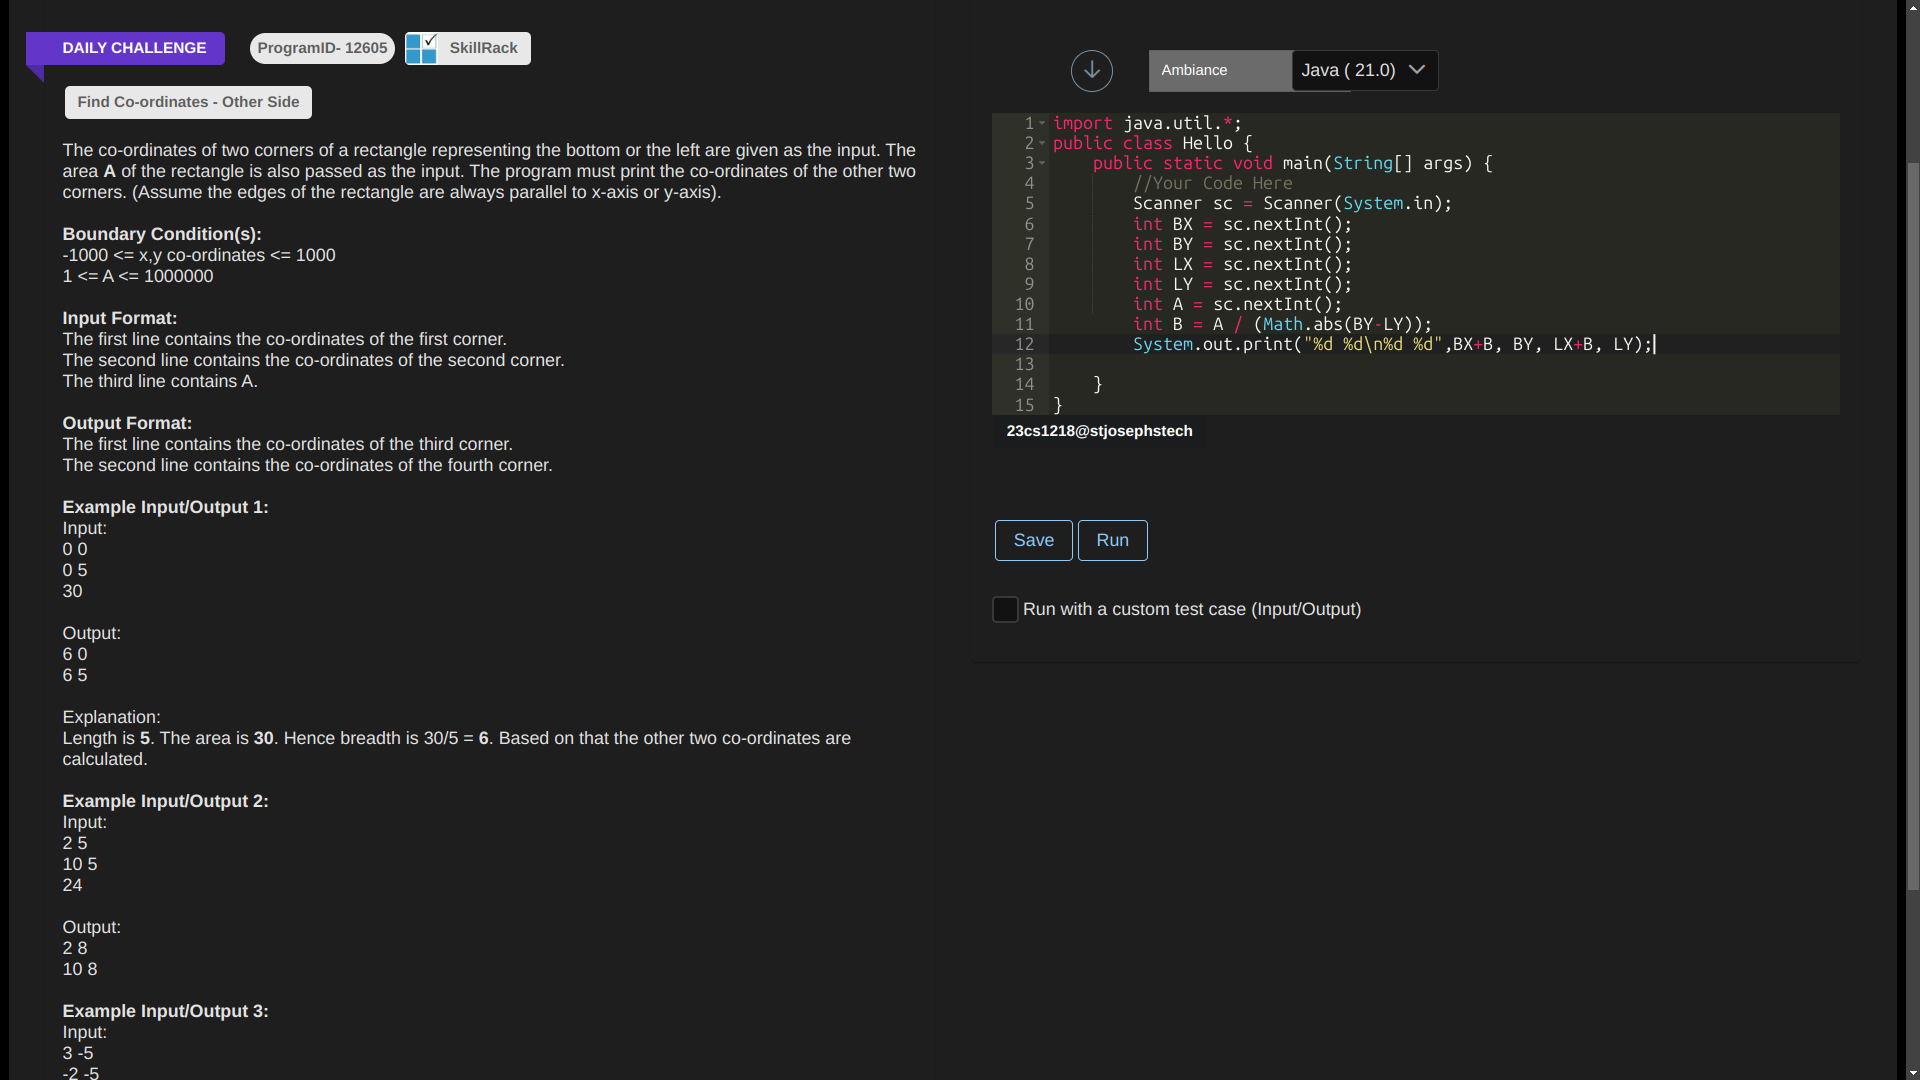 DAILY CHALLENGE
ProgramID- 12605
SkillRack
Find Co-ordinates - Other Side
The co-ordinates of two corners of a rectangle representing the bottom or the left are given as the input. The
area A of the rectangle is also passed as the input. The program must print the co-ordinates of the other two
corners. (Assume the edges of the rectangle are always parallel to x-axis or y-axis).
Boundary Condition(s):
-1000 <= x,y co-ordinates <= 1000
1 <= A <= 1000000
Input Format:
The first line contains the co-ordinates of the first corner.
The second line contains the co-ordinates of the second corner.
The third line contains A.
Output Format:
The first line contains the co-ordinates of the third corner.
The second line contains the co-ordinates of the fourth corner.
Example Input/Output 1:
Input:
0 0
0 5
30
Output:
6 0
6 5
Explanation:
Length is 5. The area is 30. Hence breadth is 30/5 = 6. Based on that the other two co-ordinates are
calculated.
Example Input/Output 2:
Input:
2 5
10 5
24
Output:
2 8
10 8
Example Input/Output 3:
Input:
3 -5
-2 -5
Ambiance
Java ( 21.0)
1 import java.util.*;
2 public class Hello {
3 public static void main(String[] args) {
4 //Your Code Here
5 Scanner sc = Scanner(System.in);
6 int BX = sc.nextInt();
7 int BY = sc.nextInt();
8 int LX = sc.nextInt();
9 int LY = sc.nextInt();
10 int A = sc.nextInt();
11 int B = A / (Math.abs(BY-LY));
12 System.out.print("%d %d\n%d %d",BX+B, BY, LX+B, LY);
13
14 }
15 }
23cs1218@stjosephstech
Save
Run
Run with a custom test case (Input/Output)